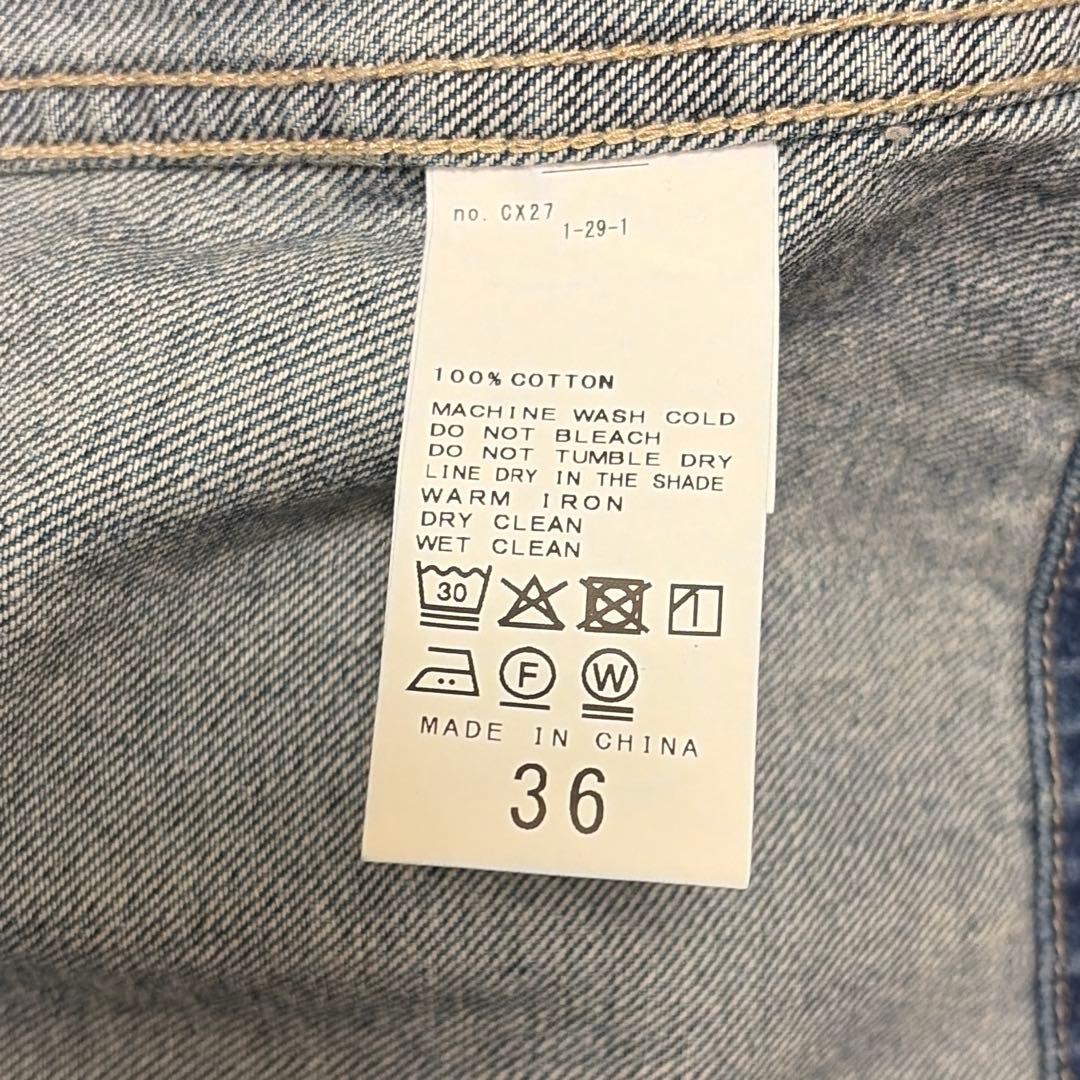 no. CX27
1-29-1
100% COTTON
MACHINE WASH COLD
DO NOT BLEACH
DO NOT TUMBLE DRY
LINE DRY IN THE SHADE
WARM IRON
DRY CLEAN
WET CLEAN
30
F W
MADE IN CHINA
36